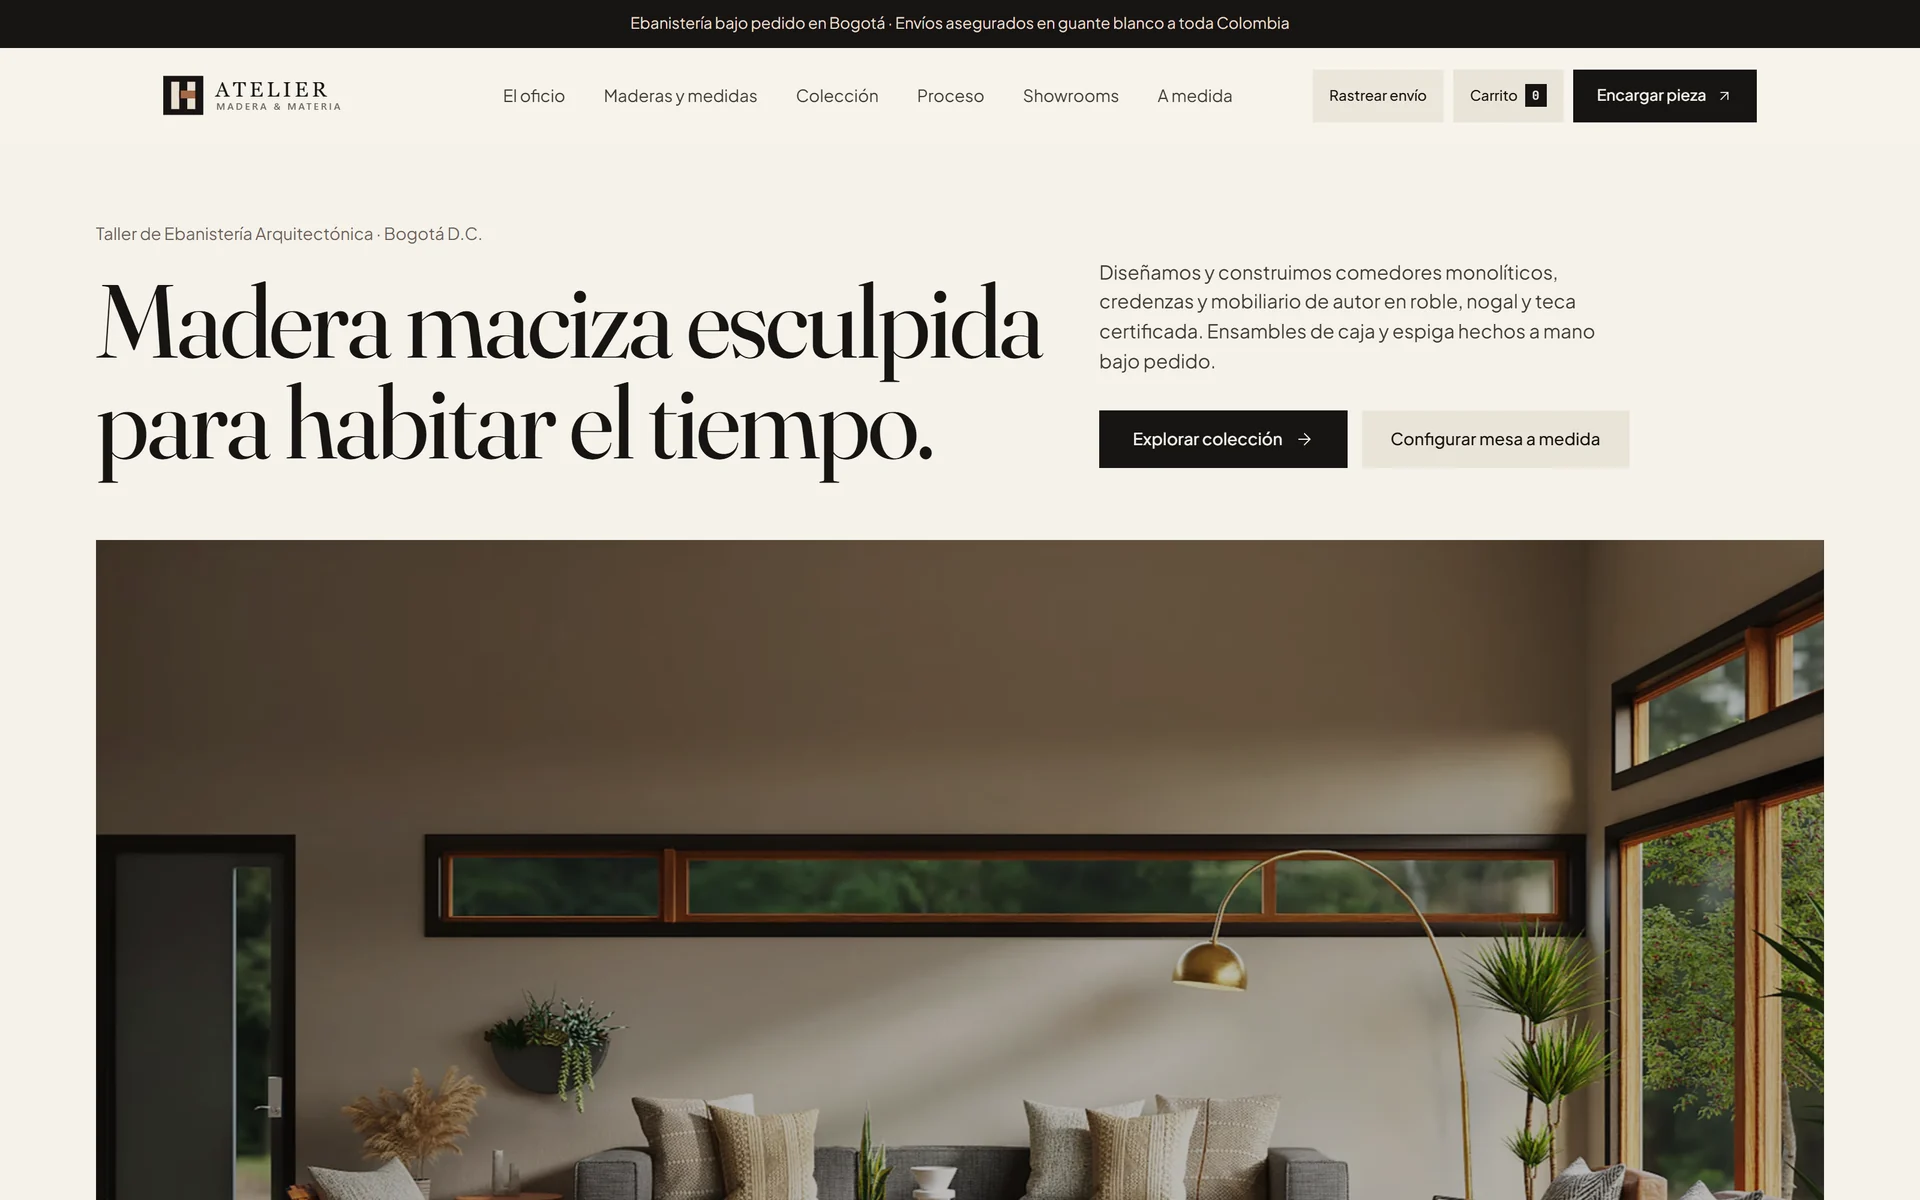 Ebanistería bajo pedido en Bogotá · Envíos asegurados en guante blanco a toda Colombia
ATELIER
MADERA & MATERIA
El oficio
Maderas y medidas
Colección
Proceso
Showrooms
A medida
Rastrear envío
Carrito 0
Encargar pieza
Taller de Ebanistería Arquitectónica · Bogotá D.C.
Madera maciza esculpida
para habitar el tiempo.
Diseñamos y construimos comedores monolíticos,
credenzas y mobiliario de autor en roble, nogal y teca
certificada. Ensambles de caja y espiga hechos a mano
bajo pedido.
Explorar colección
Configurar mesa a medida